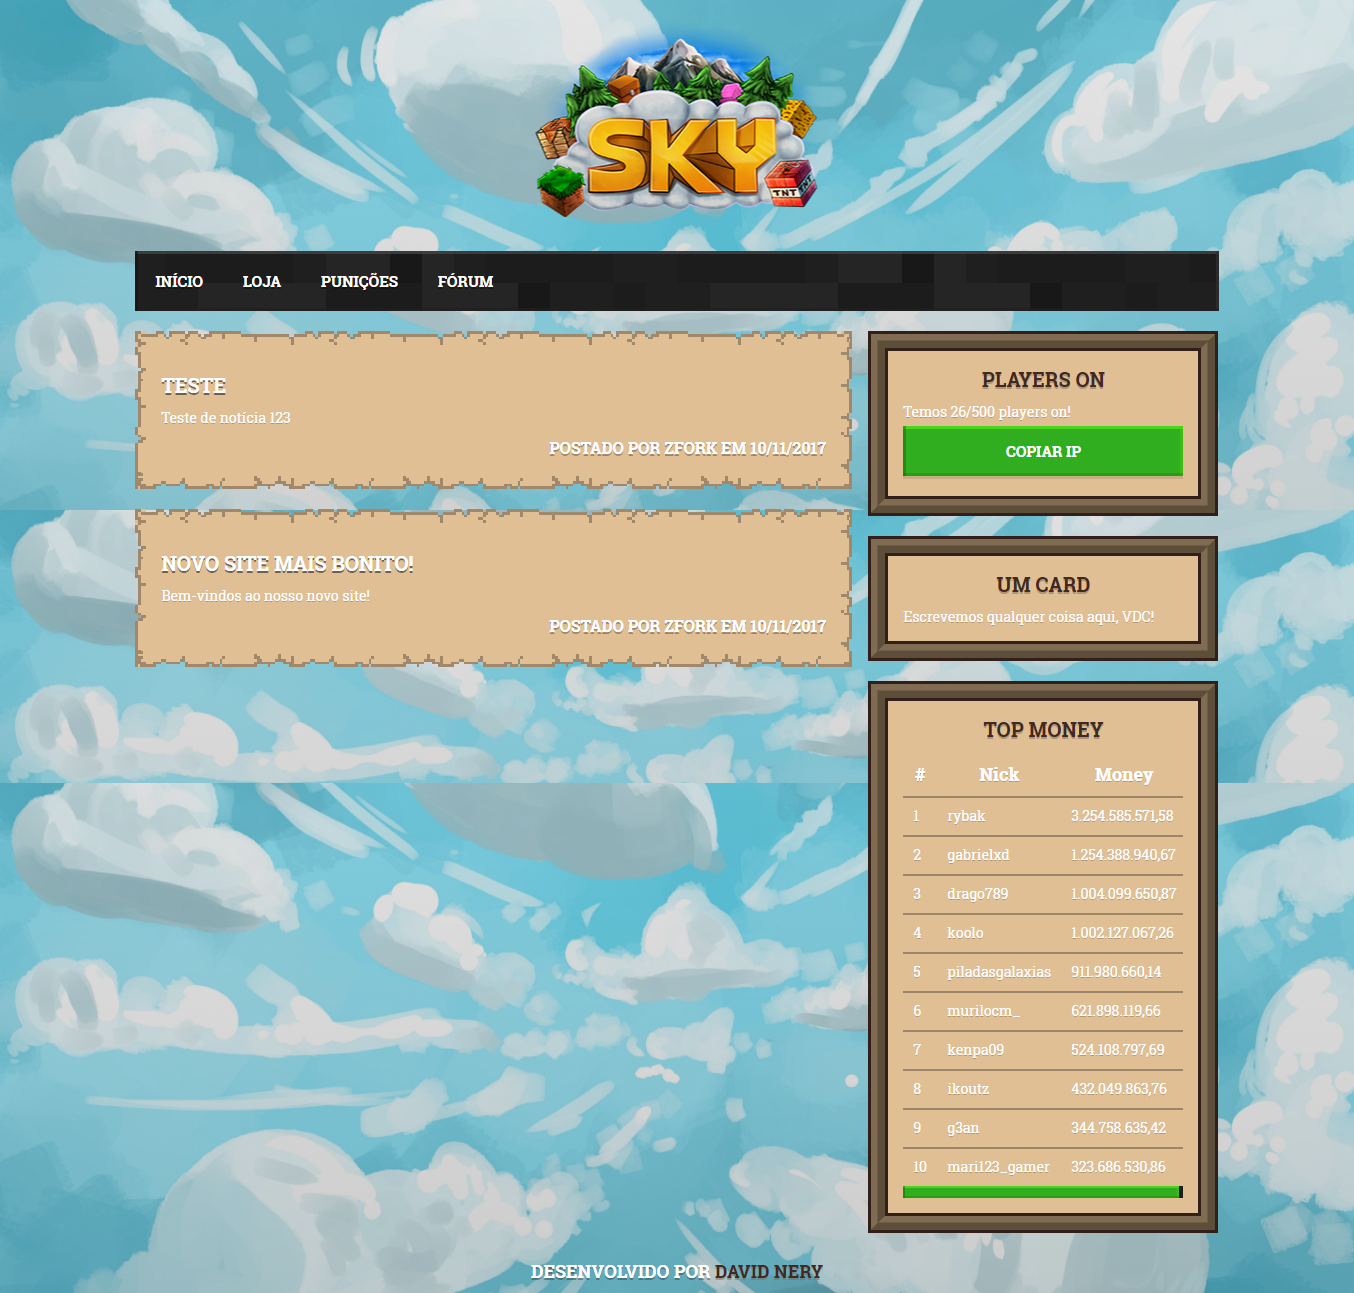 SKY
TNT
TNT
INÍCIO LOJA PUNIÇÕES FÓRUM
TESTE
Teste de notícia 123
POSTADO POR ZFORK EM 10/11/2017
NOVO SITE MAIS BONITO!
Bem-vindos ao nosso novo site!
POSTADO POR ZFORK EM 10/11/2017
PLAYERS ON
Temos 26/500 players on!
COPIAR IP
UM CARD
Escrevemos qualquer coisa aqui, VDC!
TOP MONEY
# Nick Money
1 rybak 3.254.585.571,58
2 gabrielxd 1.254.388.940,67
3 drago789 1.004.099.650,87
4 koolo 1.002.127.067,26
5 piladasgalaxias 911.980.660,14
6 murilocm_ 621.898.119,66
7 kenpa09 524.108.797,69
8 ikoutz 432.049.863,76
9 g3an 344.758.635,42
10 mari123_gamer 323.686.530,86
DESENVOLVIDO POR DAVID NERY